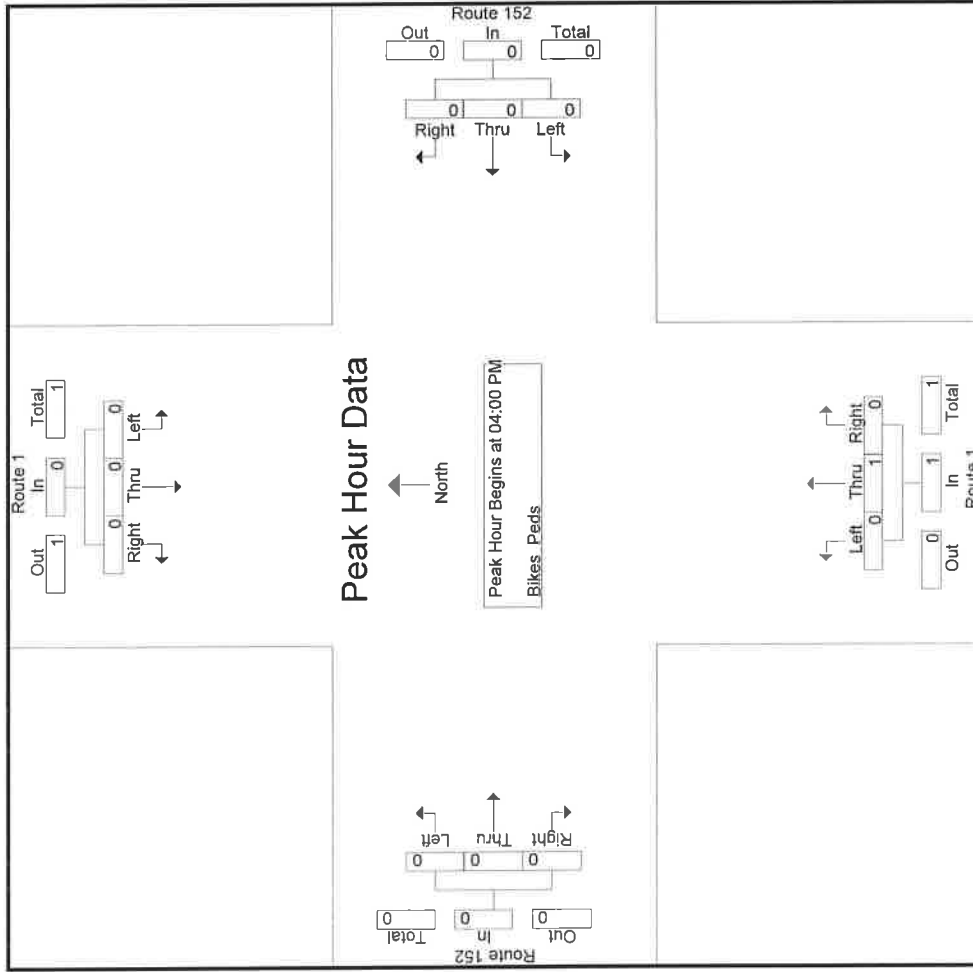 Route 152
Out In Total
0 0 0
0 0 0
Right Thru Left
Route 1
Out In Total
1 0 1
0 0 0
Right Thru Left
Peak Hour Data
North
Peak Hour Begins at 04:00 PM
Bikes Peds
Left Thru Right
0 1 0
0 1 1
Out In Total
Route 1
Left
Thru
Right
0
0
0
Total
In
Out
0
0
0
Route 152